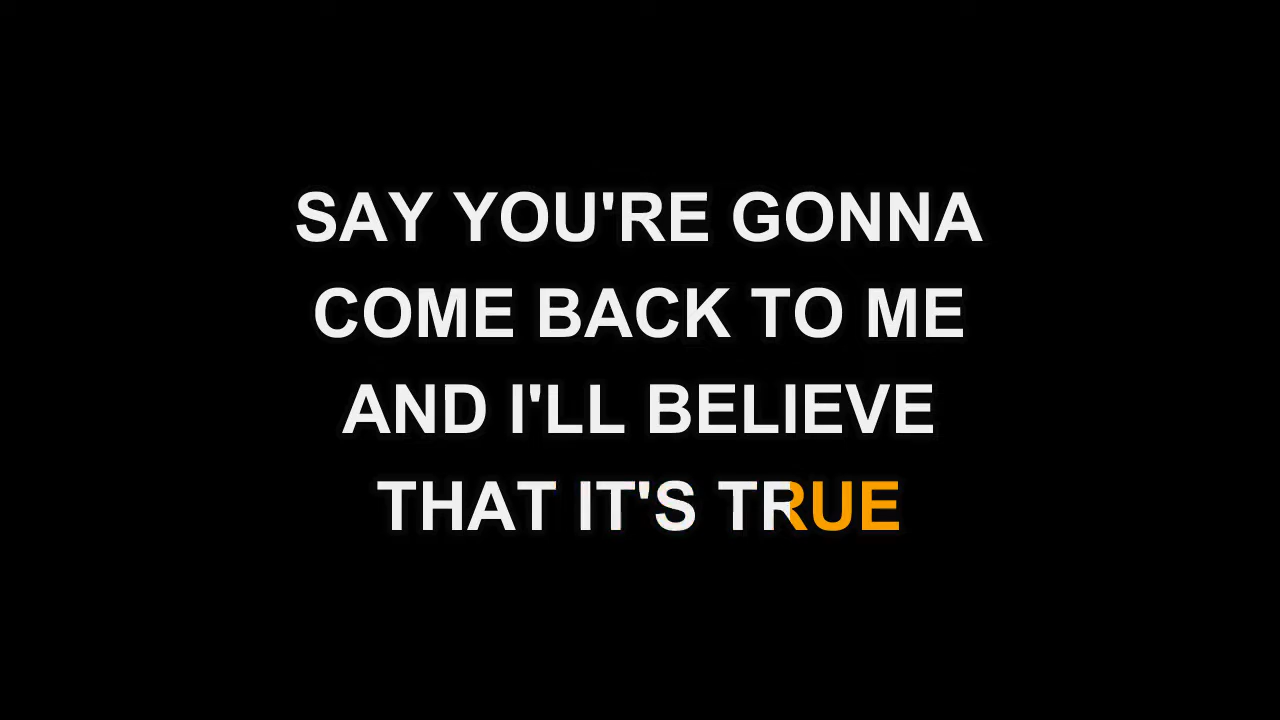 SAY YOU'RE GONNA
COME BACK TO ME
AND I'LL BELIEVE
THAT IT'S TRUE